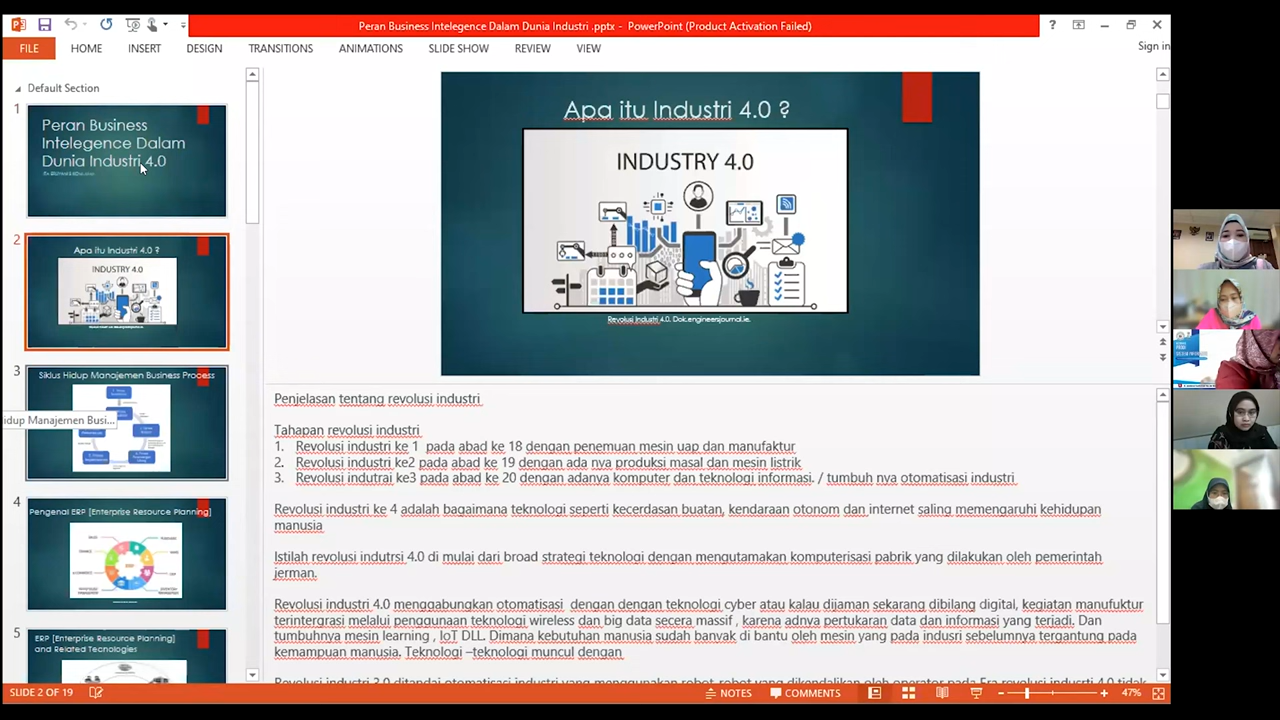 Peran Business Intelegence Dalam Dunia Industri .pptx - PowerPoint (Product Activation Failed)
FILE HOME INSERT DESIGN TRANSITIONS ANIMATIONS SLIDE SHOW REVIEW VIEW
Sign in
Default Section
1
Peran Business
Intelegence Dalam
Dunia Industri 4.0
2
Apa itu Industri 4.0 ?
INDUSTRY 4.0
3
Siklus Hidup Manajemen Business Process
idup Manajemen Busi...
4
Pengenal ERP [Enterprise Resource Planning]
5
ERP [Enterprise Resource Planning]
and Related Tecnologies
Apa itu Industri 4.0 ?
INDUSTRY 4.0
Revolusi Industri 4.0. Dok.engineersjournal.ie.
Penjelasan tentang revolusi industri
Tahapan revolusi industri
1. Revolusi industri ke 1 pada abad ke 18 dengan penemuan mesin uap dan manufaktur
2. Revolusi industri ke2 pada abad ke 19 dengan ada nya produksi masal dan mesin listrik
3. Revolusi indutrai ke3 pada abad ke 20 dengan adanya komputer dan teknologi informasi. / tumbuh nya otomatisasi industri
Revolusi industri ke 4 adalah bagaimana teknologi seperti kecerdasan buatan, kendaraan otonom dan internet saling memengaruhi kehidupan
manusia
Istilah revolusi indutrsi 4.0 di mulai dari broad strategi teknologi dengan mengutamakan komputerisasi pabrik yang dilakukan oleh pemerintah
jerman.
Revolusi industri 4.0 menggabungkan otomatisasi dengan dengan teknologi cyber atau kalau dijaman sekarang dibilang digital, kegiatan manufuktur
terintergrasi melalui penggunaan teknologi wireless dan big data secera massif , karena adnya pertukaran data dan informasi yang terjadi. Dan
tumbuhnya mesin learning , IoT DLL. Dimana kebutuhan manusia sudah banyak di bantu oleh mesin yang pada indusri sebelumnya tergantung pada
kemampuan manusia. Teknologi –teknologi muncul dengan
SLIDE 2 OF 19
NOTES COMMENTS 47%